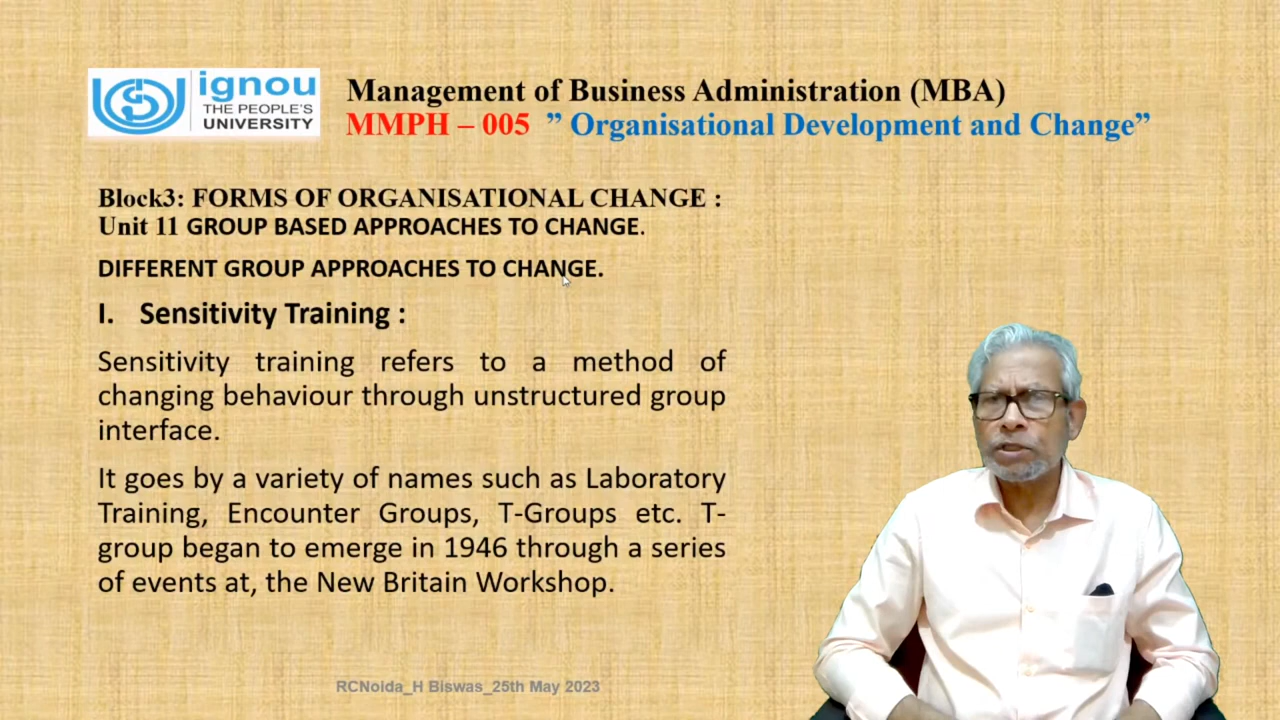 ignou
THE PEOPLE'S
UNIVERSITY
Management of Business Administration (MBA)
MMPH – 005 ” Organisational Development and Change”
Block3: FORMS OF ORGANISATIONAL CHANGE :
Unit 11 GROUP BASED APPROACHES TO CHANGE.
DIFFERENT GROUP APPROACHES TO CHANGE.
I. Sensitivity Training :
Sensitivity training refers to a method of
changing behaviour through unstructured group
interface.
It goes by a variety of names such as Laboratory
Training, Encounter Groups, T-Groups etc. T-
group began to emerge in 1946 through a series
of events at, the New Britain Workshop.
RCNoida_H Biswas_25th May 2023